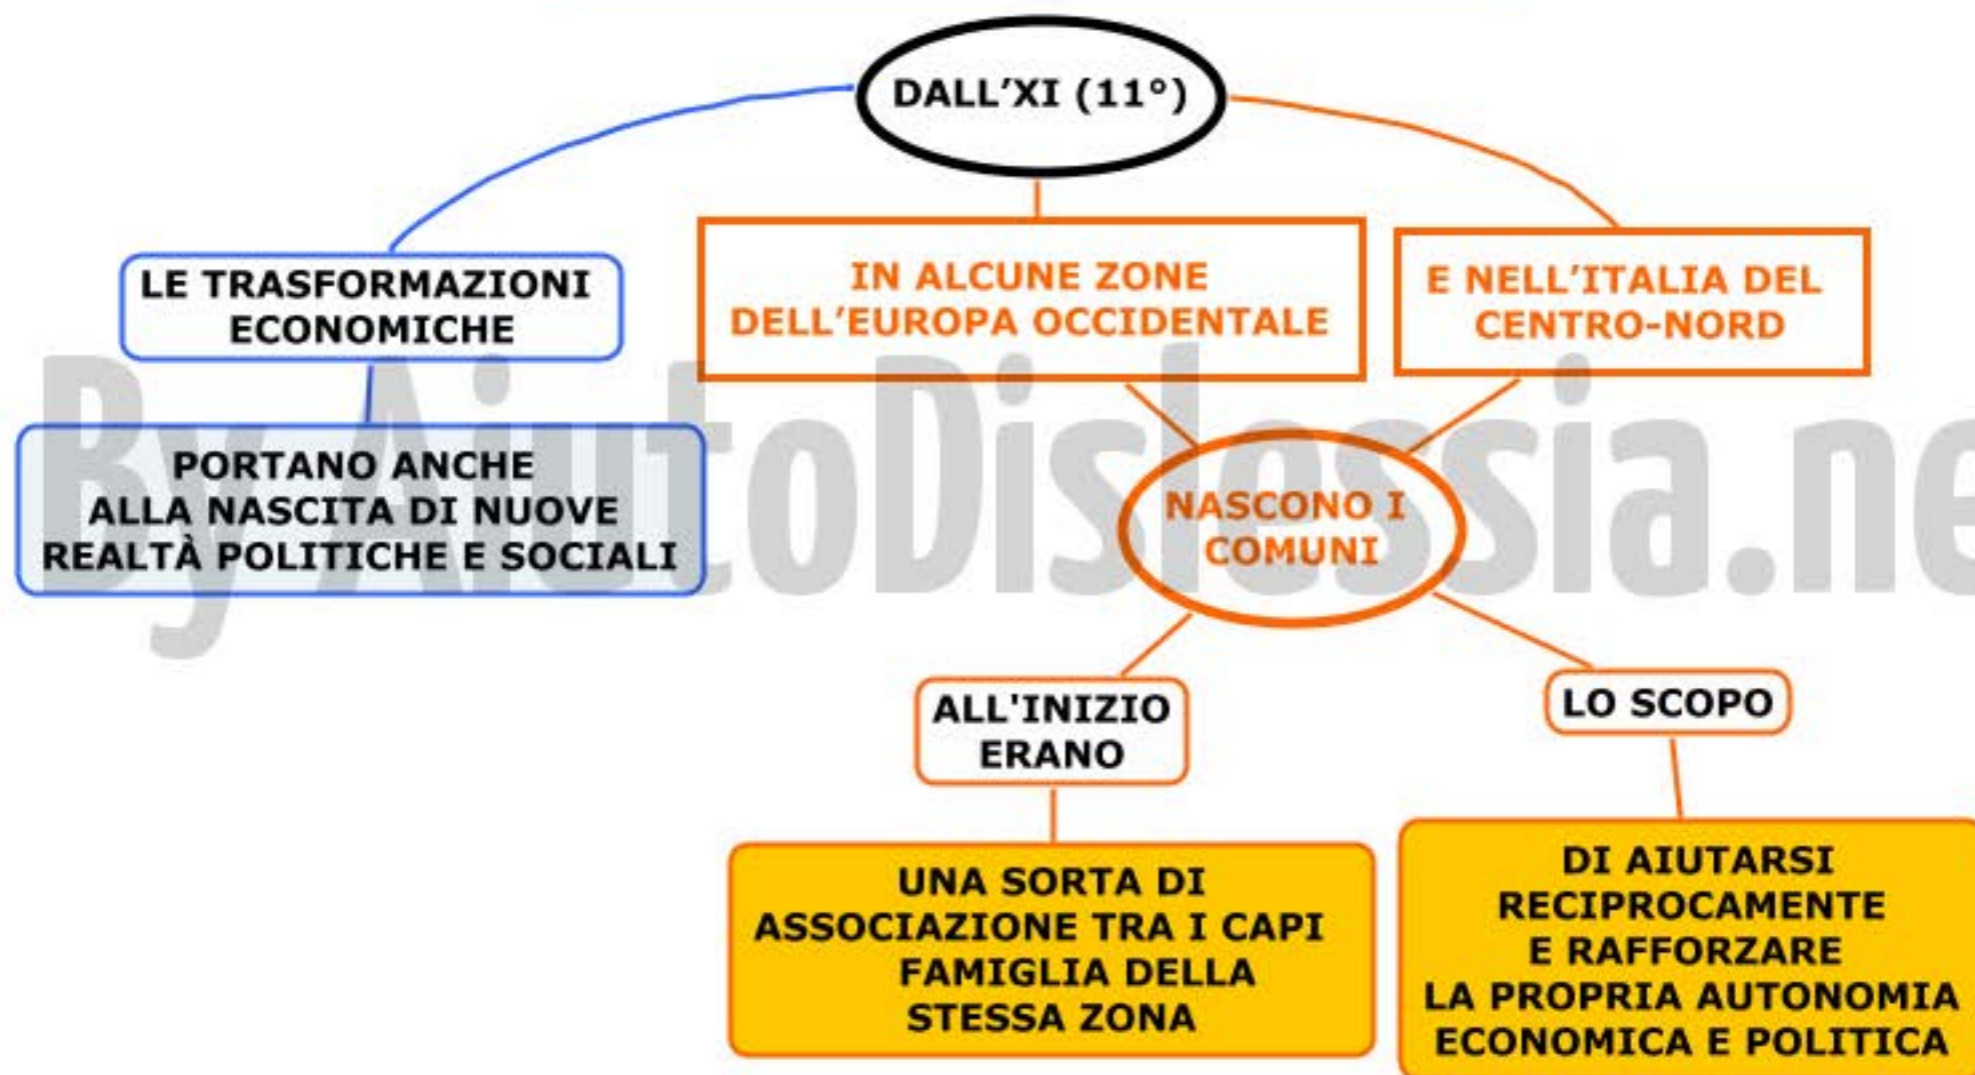 DALL'XI (11°)
LE TRASFORMAZIONI
ECONOMICHE
PORTANO ANCHE
ALLA NASCITA DI NUOVE
REALTÀ POLITICHE E SOCIALI
IN ALCUNE ZONE
DELL'EUROPA OCCIDENTALE
E NELL'ITALIA DEL
CENTRO-NORD
NASCONO I
COMUNI
ALL'INIZIO
ERANO
UNA SORTA DI
ASSOCIAZIONE TRA I CAPI
FAMIGLIA DELLA
STESSA ZONA
LO SCOPO
DI AIUTARSI
RECIPROCAMENTE
E RAFFORZARE
LA PROPRIA AUTONOMIA
ECONOMICA E POLITICA
By AiutoDislessia.ne